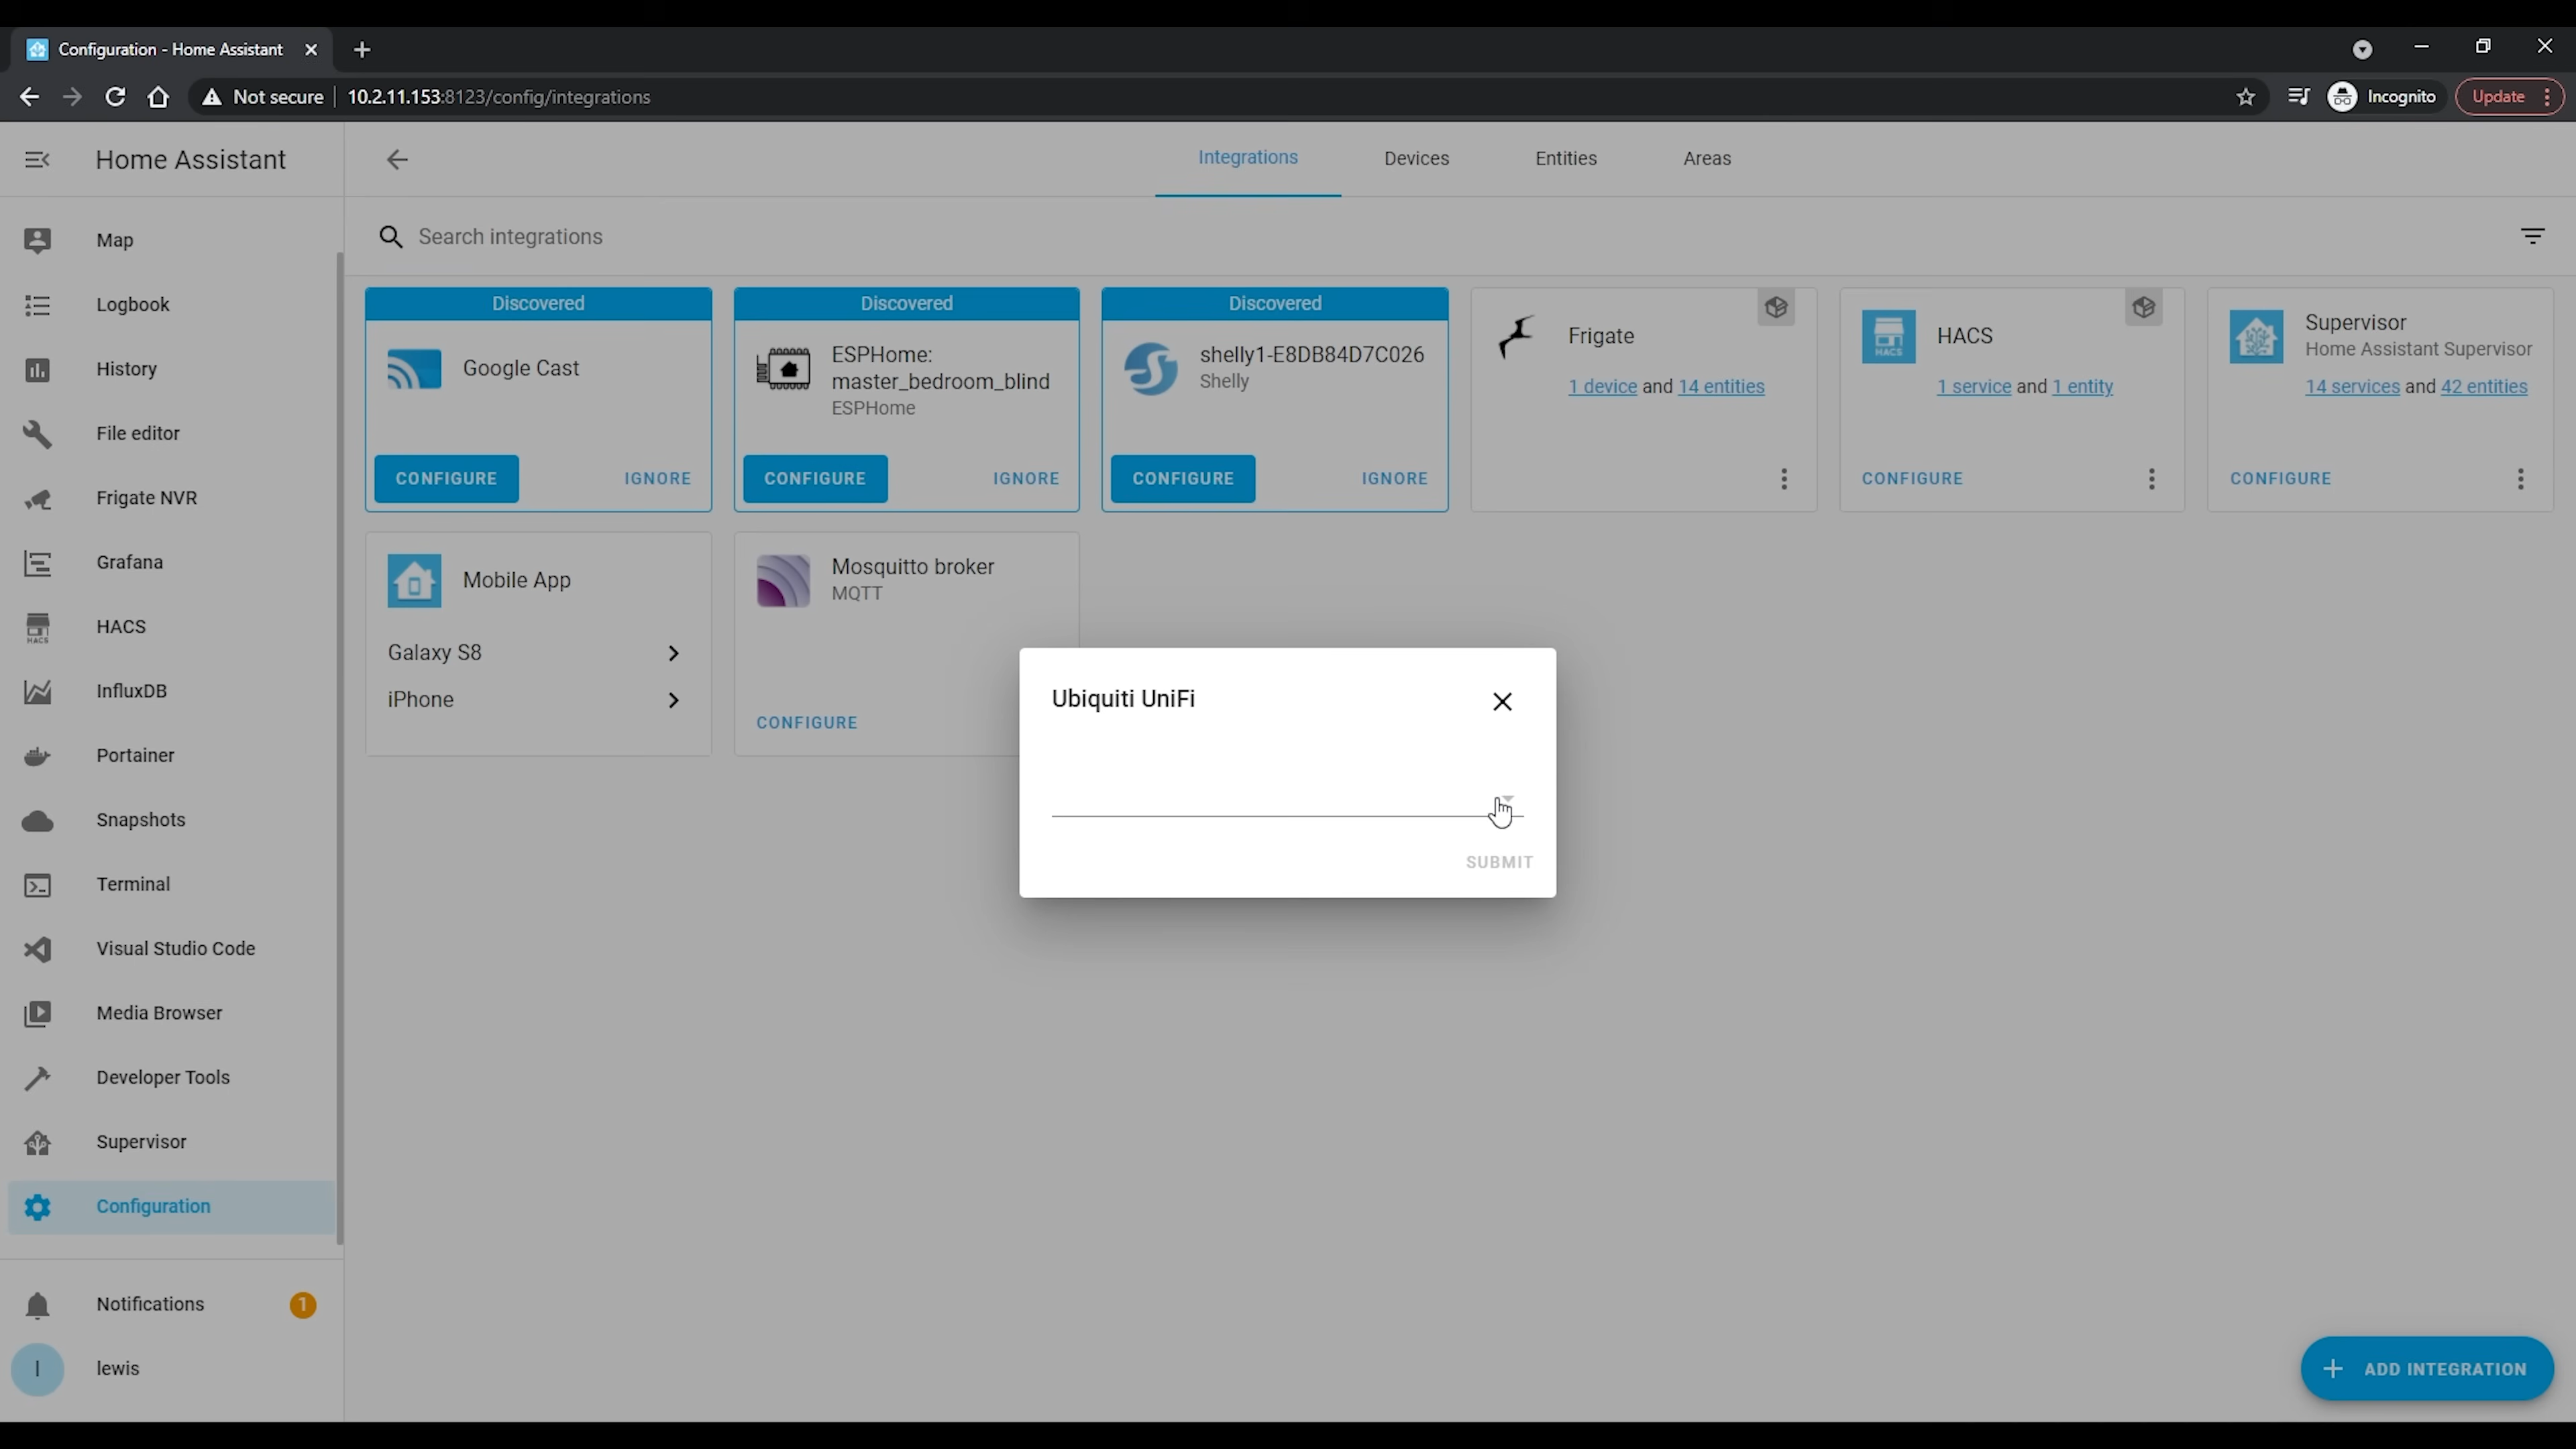 Configuration - Home Assistant
Not secure
10.2.11.153:8123/config/integrations
Incognito
Update
Home Assistant
Integrations
Devices
Entities
Areas
Search integrations
Map
Logbook
History
File editor
Frigate NVR
Grafana
HACS
HACS
InfluxDB
Portainer
Snapshots
Terminal
Visual Studio Code
Media Browser
Developer Tools
Supervisor
Configuration
Notifications
1
l
lewis
Discovered
Google Cast
CONFIGURE
IGNORE
Discovered
ESPHome:
master_bedroom_blind
ESPHome
CONFIGURE
IGNORE
Discovered
shelly1-E8DB84D7C026
Shelly
CONFIGURE
IGNORE
Frigate
1 device and 14 entities
HACS
HACS
1 service and 1 entity
CONFIGURE
Supervisor
Home Assistant Supervisor
14 services and 42 entities
CONFIGURE
Mobile App
Galaxy S8
iPhone
Mosquitto broker
MQTT
CONFIGURE
Ubiquiti UniFi
SUBMIT
ADD INTEGRATION